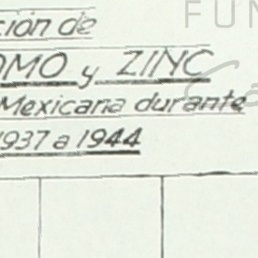 ción de
OMO y ZINC
Mexicana durante
1937 a 1944
FUN